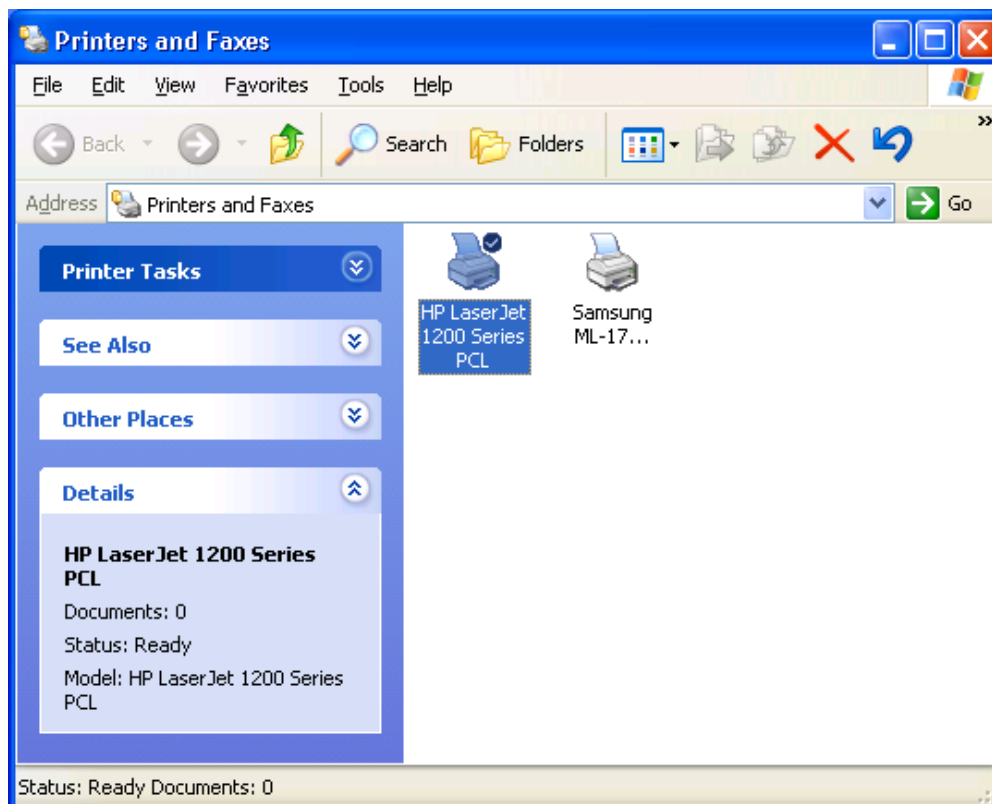 Printers and Faxes
File Edit View Favorites Tools Help
Back Search Folders »
Address Printers and Faxes Go
Printer Tasks
See Also
Other Places
Details
HP LaserJet 1200 Series
PCL
Documents: 0
Status: Ready
Model: HP LaserJet 1200 Series
PCL
HP LaserJet
1200 Series
PCL
Samsung
ML-17...
Status: Ready Documents: 0